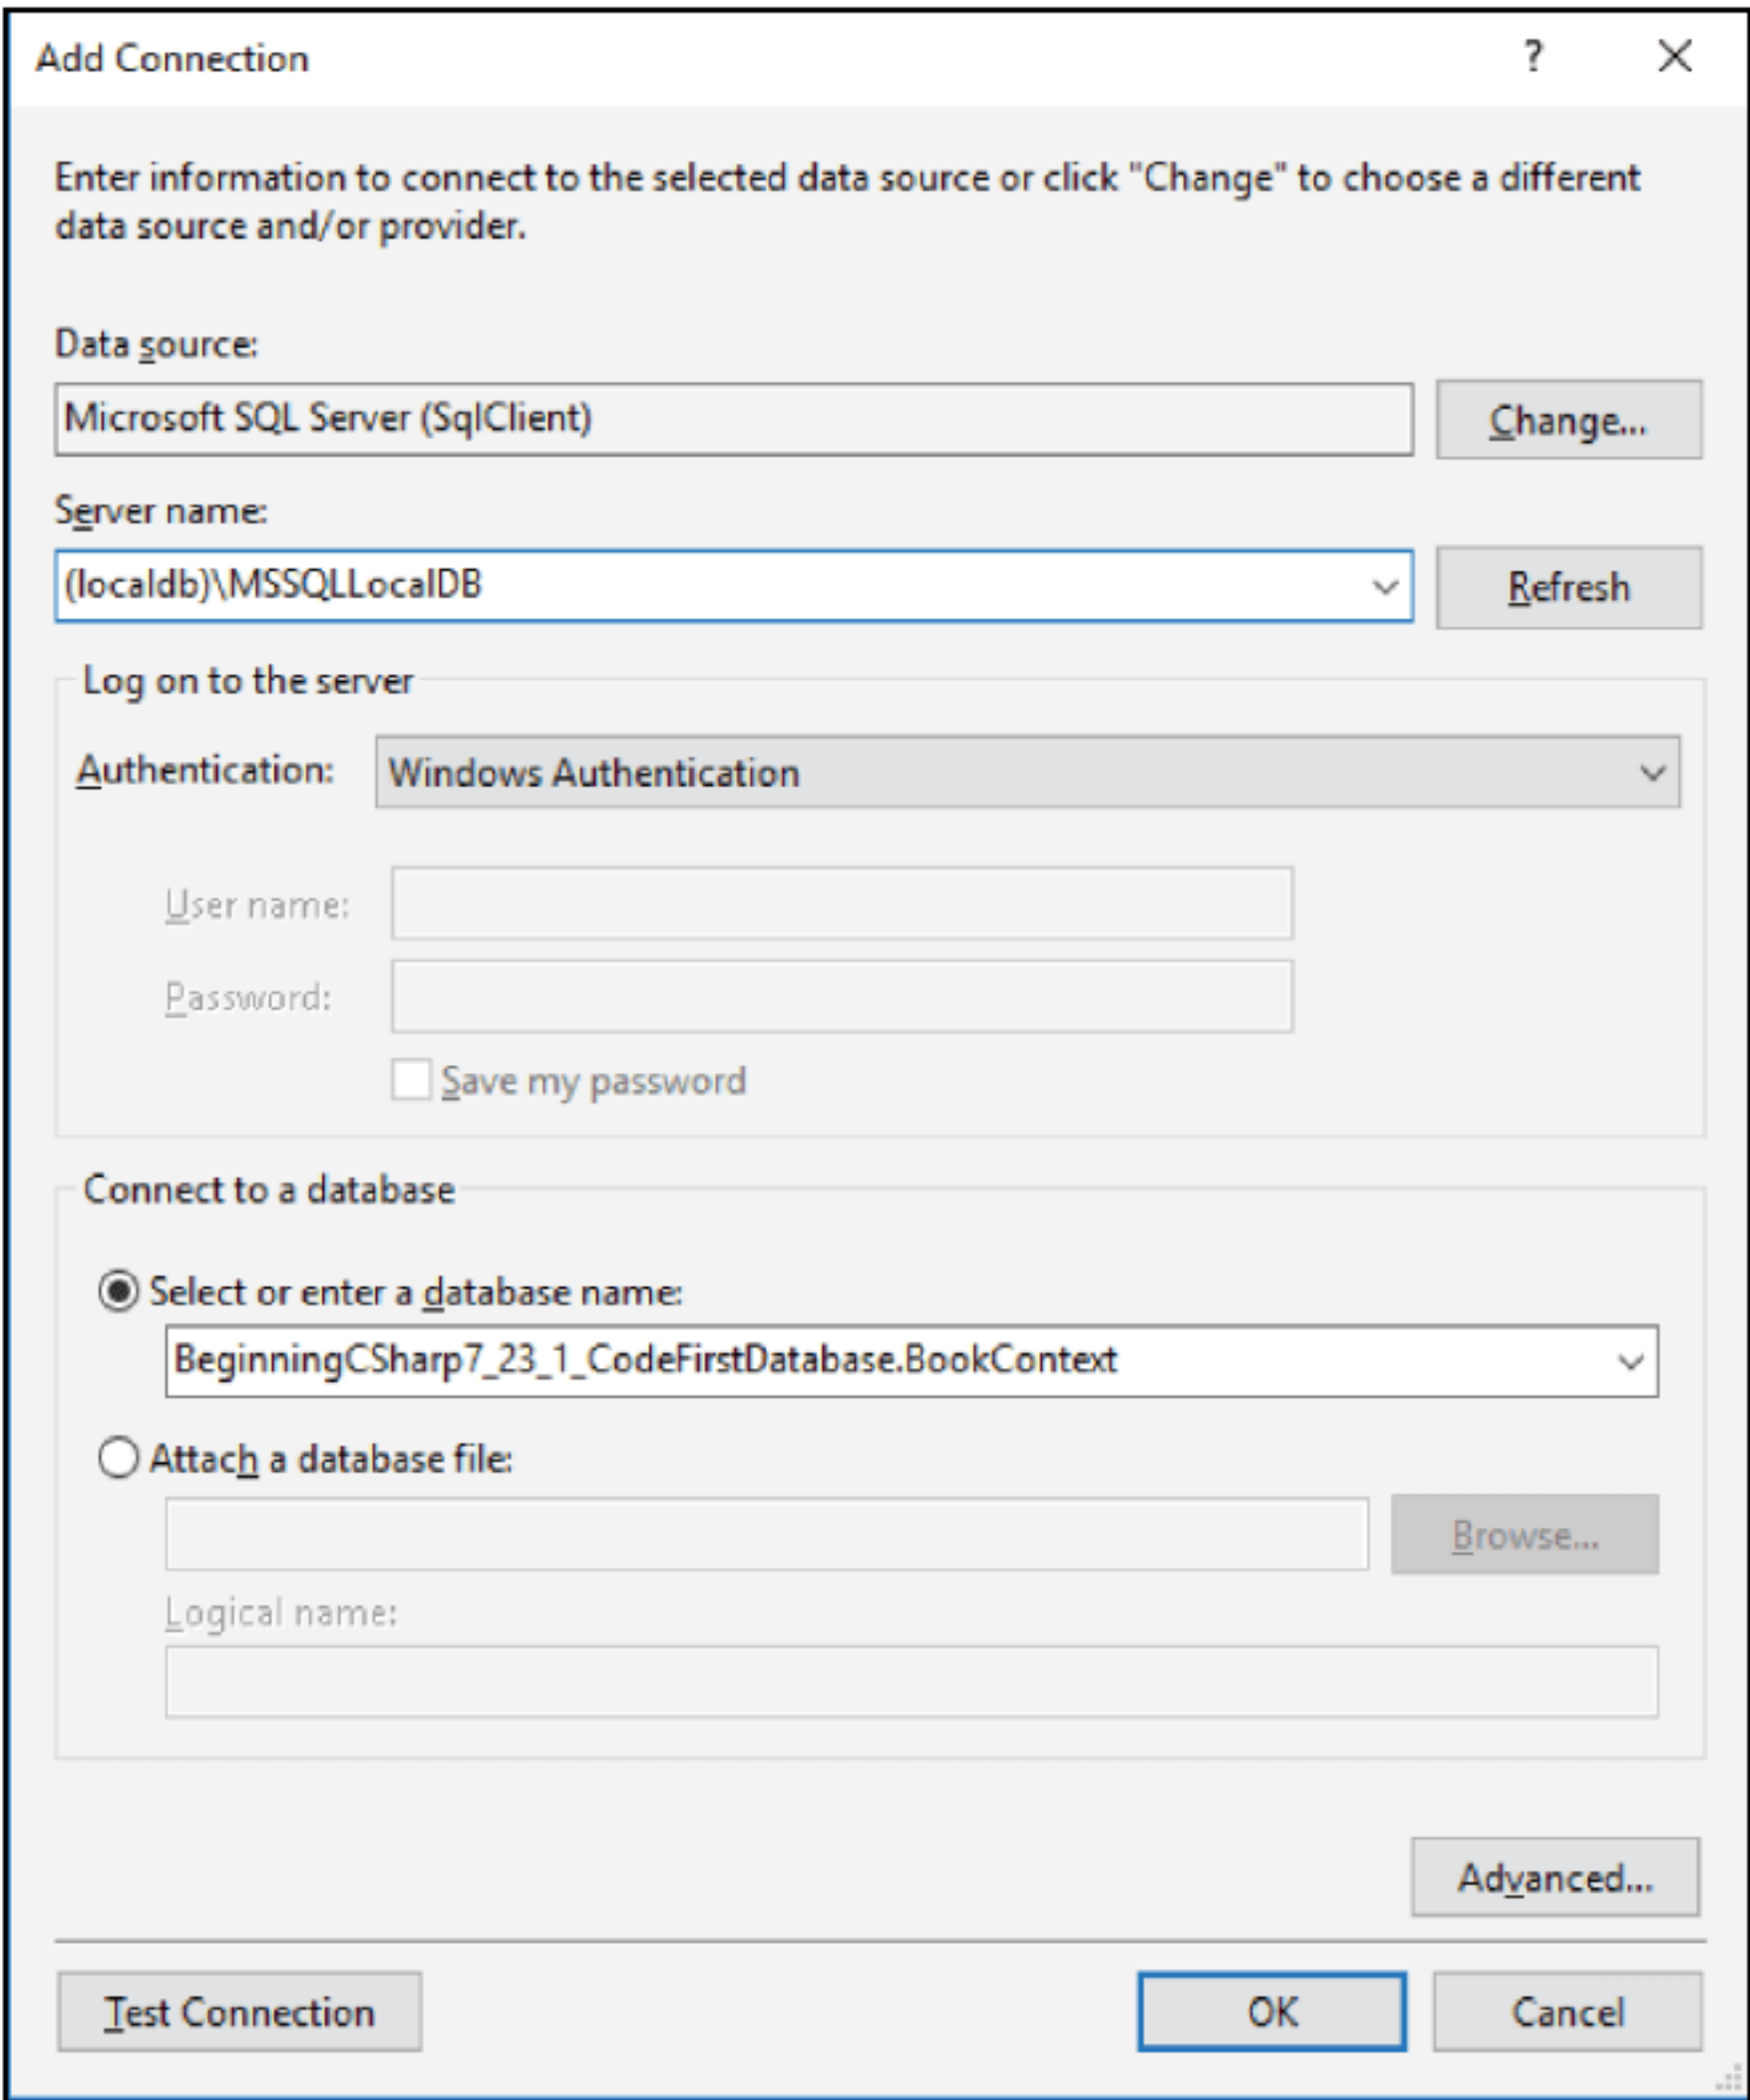 Add Connection ?
Enter information to connect to the selected data source or click "Change" to choose a different
data source and/or provider.
Data source:
Microsoft SQL Server (SqlClient) Change...
Server name:
(localdb)\MSSQLLocalDB Refresh
Log on to the server
Authentication: Windows Authentication
User name:
Password:
Save my password
Connect to a database
Select or enter a database name:
BeginningCSharp7_23_1_CodeFirstDatabase.BookContext
Attach a database file:
Browse...
Logical name:
Advanced...
Test Connection OK Cancel